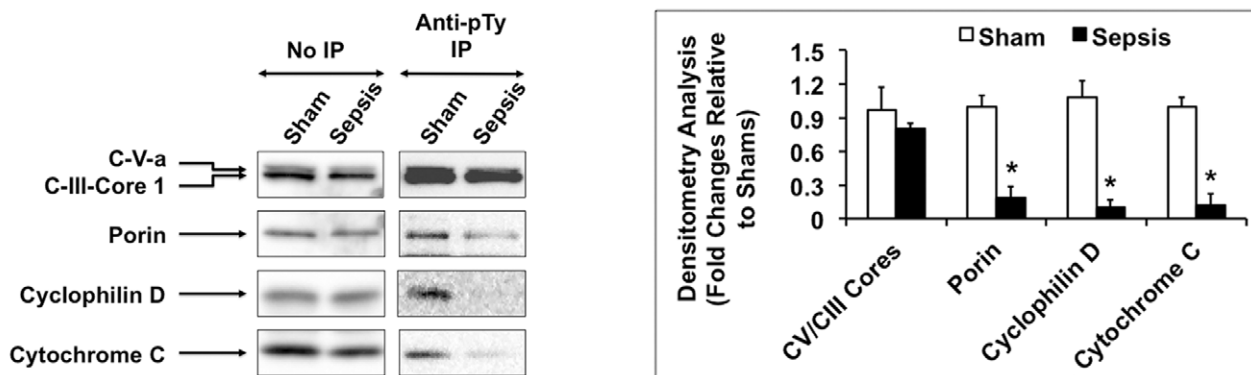 No IP
Anti-pTy
IP
Sham
Sepsis
Sham
Sepsis
C-V-a
C-III-Core 1
Porin
Cyclophilin D
Cytochrome C
Densitometry Analysis
(Fold Changes Relative
to Shams)
Sham
Sepsis
1.5
1.2
0.9
0.6
0.3
0
*
*
*
CV/CIII Cores
Porin
Cyclophilin D
Cytochrome C